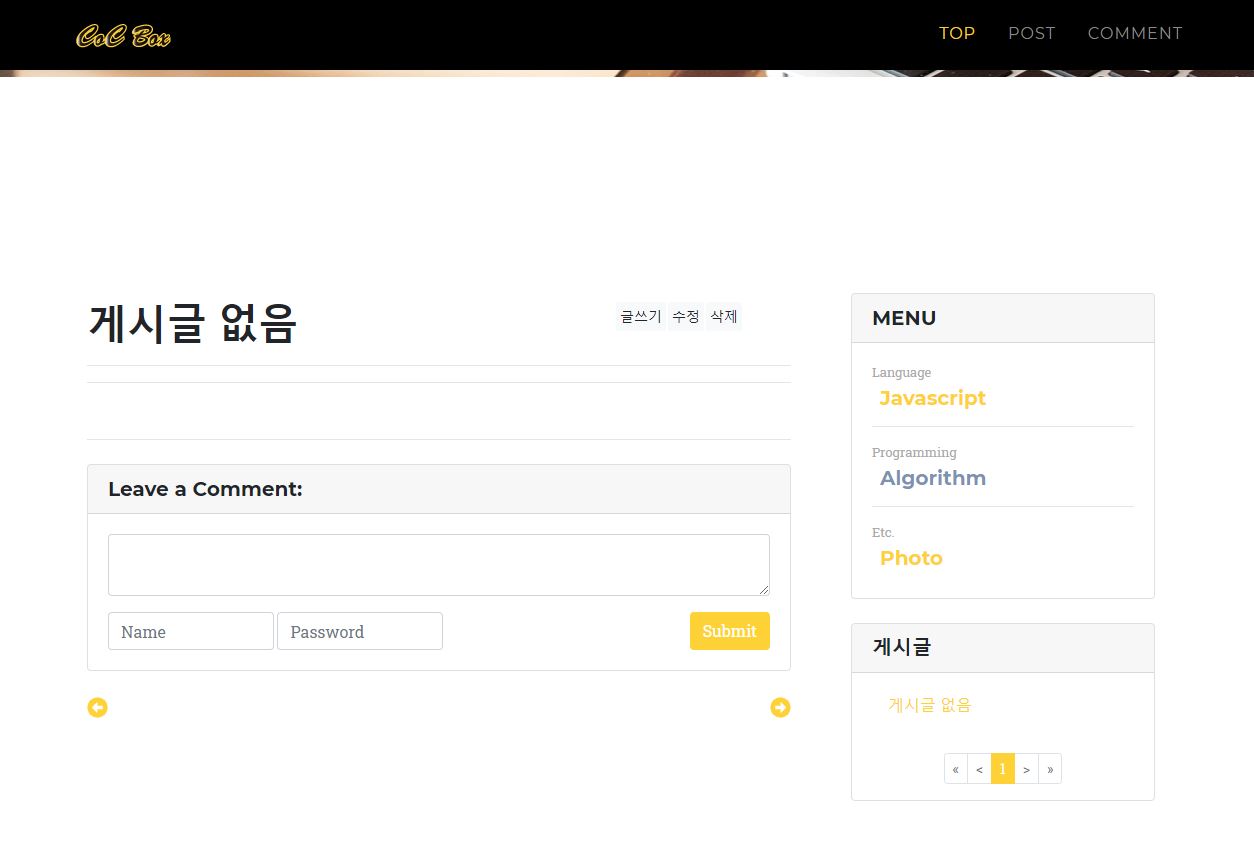 CoC Box
TOP POST COMMENT
게시글 없음
글쓰기 수정 삭제
Leave a Comment:
Name Password Submit
MENU
Language
Javascript
Programming
Algorithm
Etc.
Photo
게시글
게시글 없음
« < 1 > »